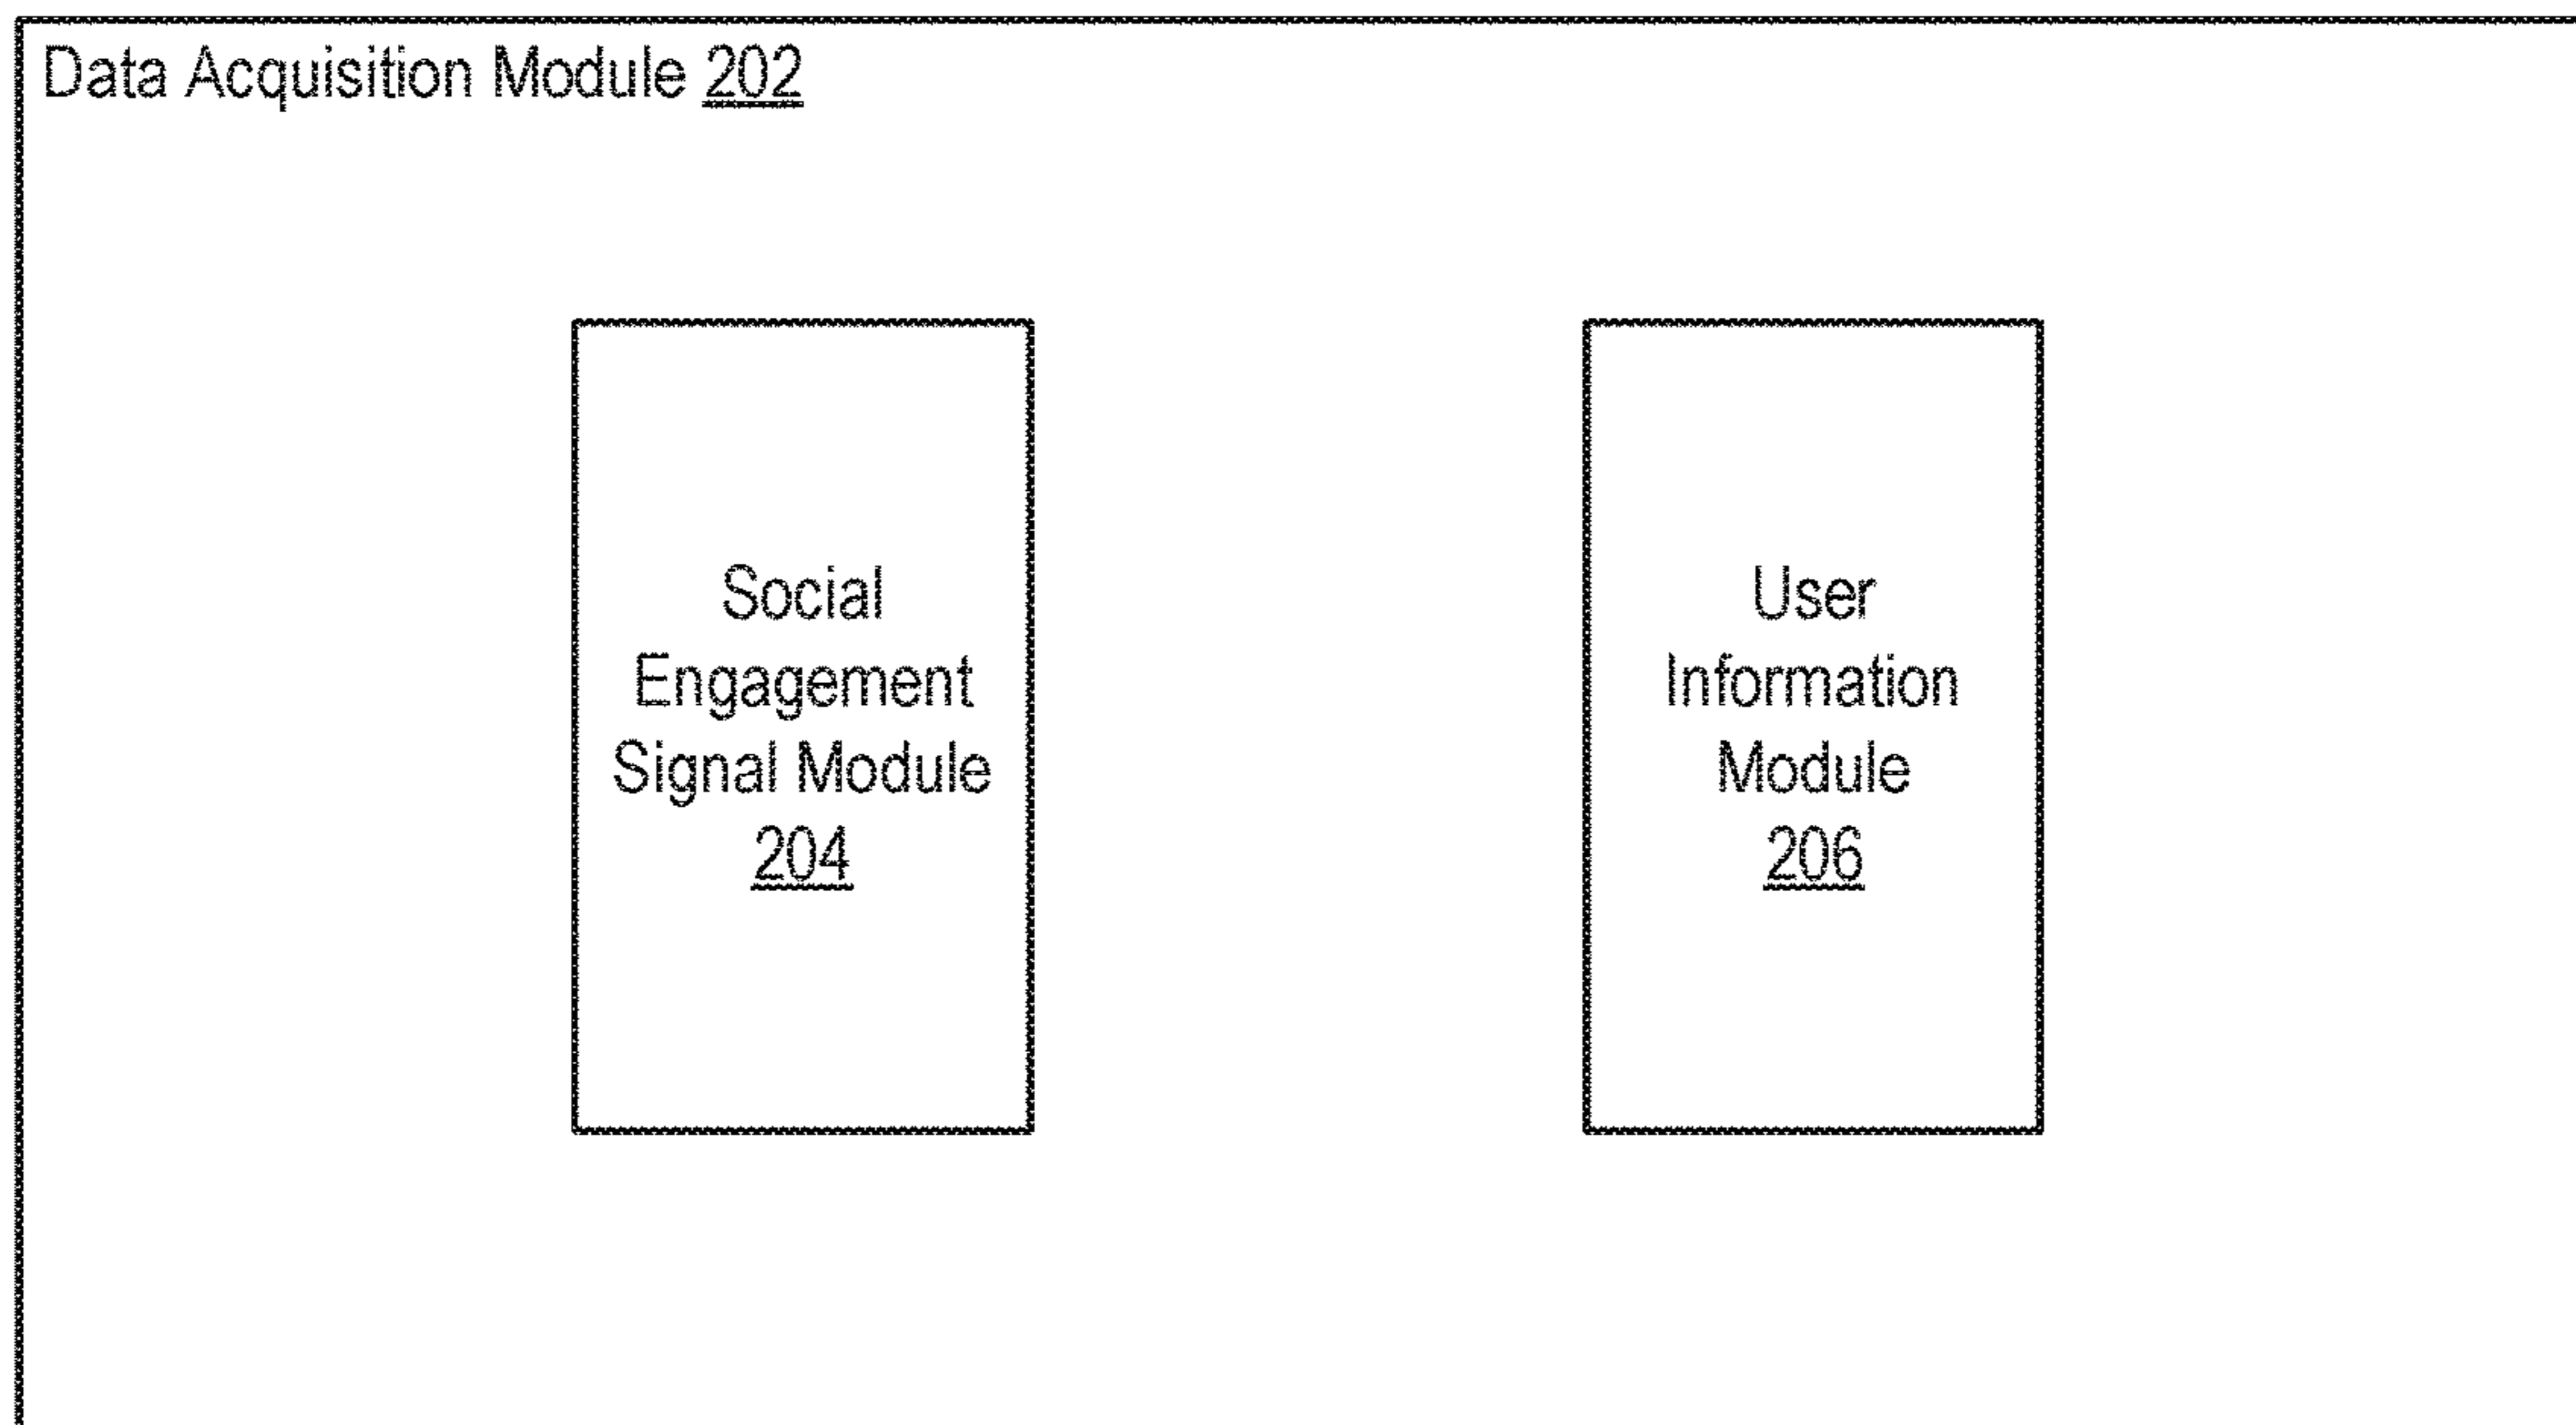 Data Acquisition Module 202
Social
Engagement
Signal Module
204
User
Information
Module
206